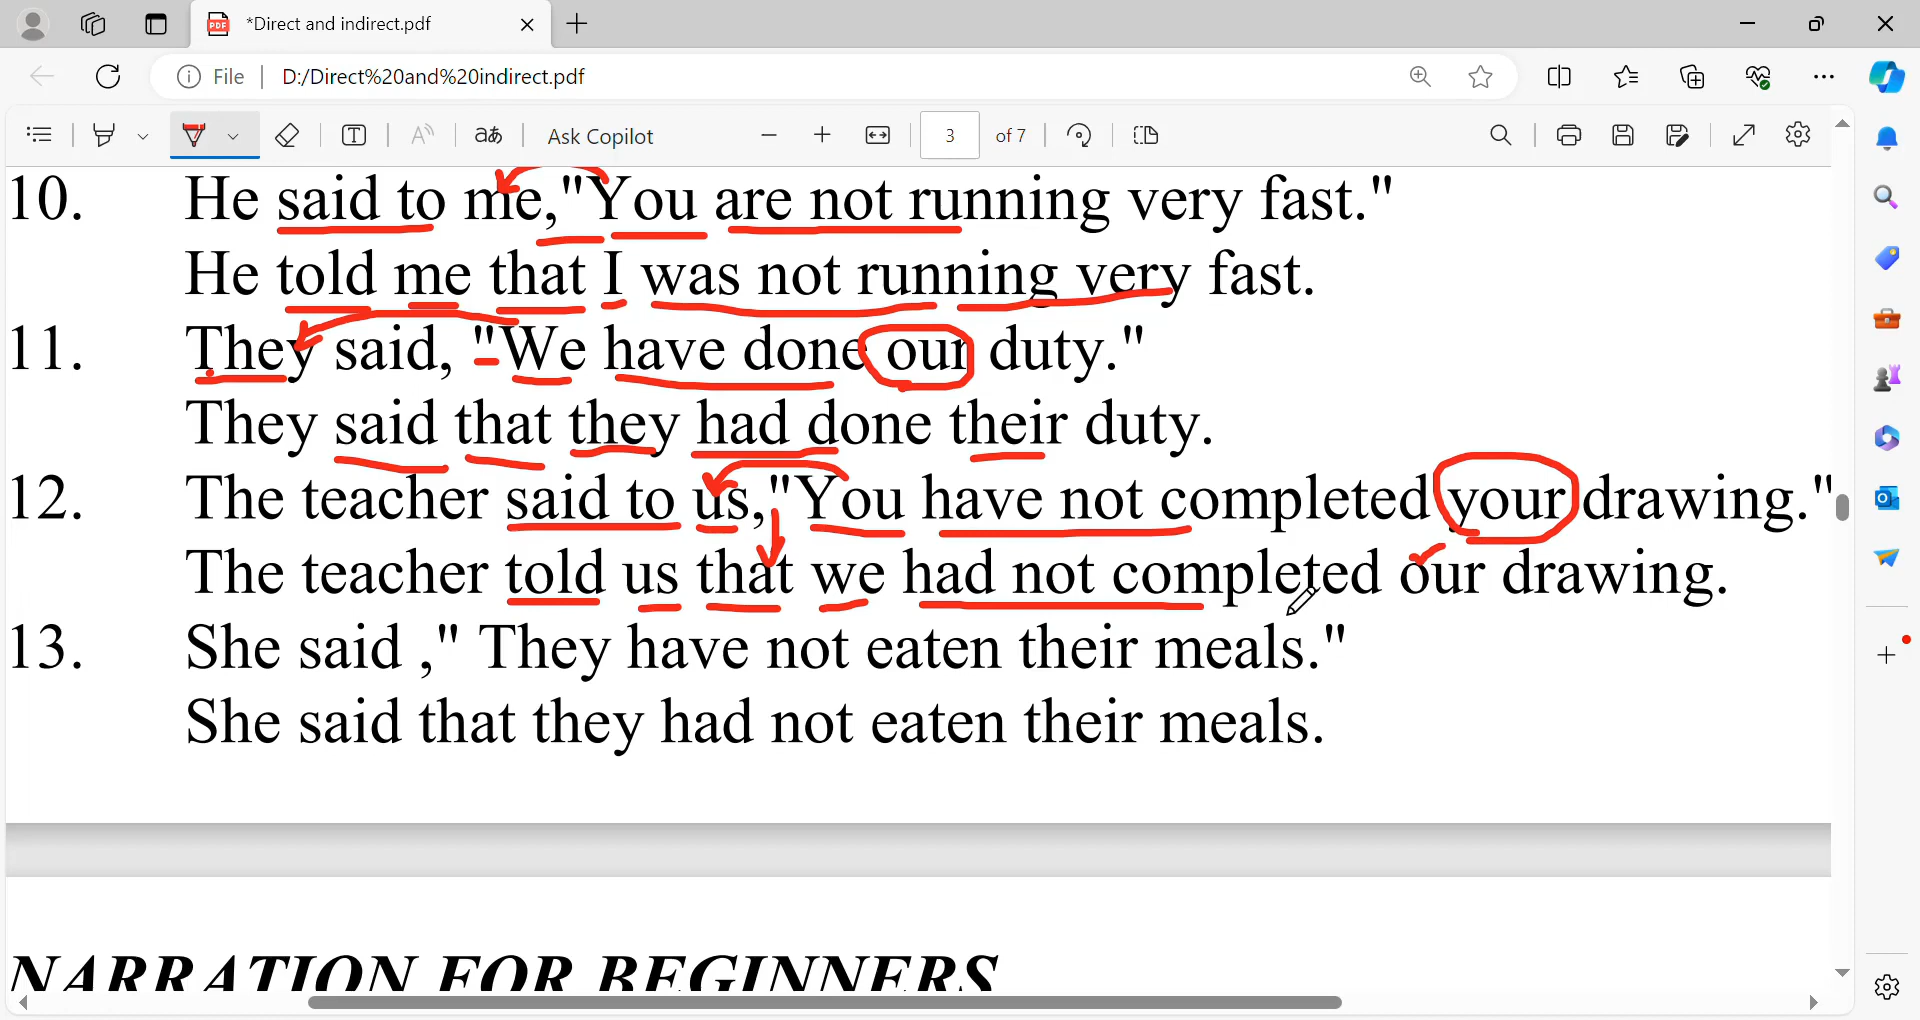 *Direct and indirect.pdf
File D:/Direct%20and%20indirect.pdf
aあ Ask Copilot 3 of 7
10. He said to me,"You are not running very fast."
He told me that I was not running very fast.
11. They said, "We have done our duty."
They said that they had done their duty.
12. The teacher said to us,"You have not completed your drawing."
The teacher told us that we had not completed our drawing.
13. She said ," They have not eaten their meals."
She said that they had not eaten their meals.
NARRATION FOR BEGINNERS